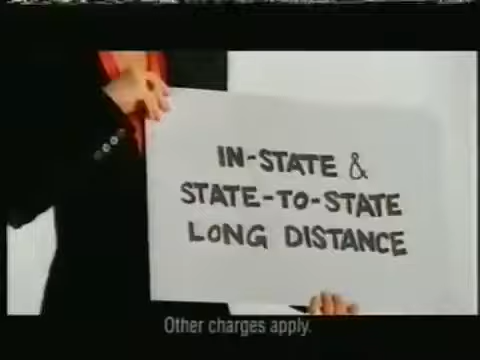 IN-STATE &
STATE-TO-STATE
LONG DISTANCE
Other charges apply.